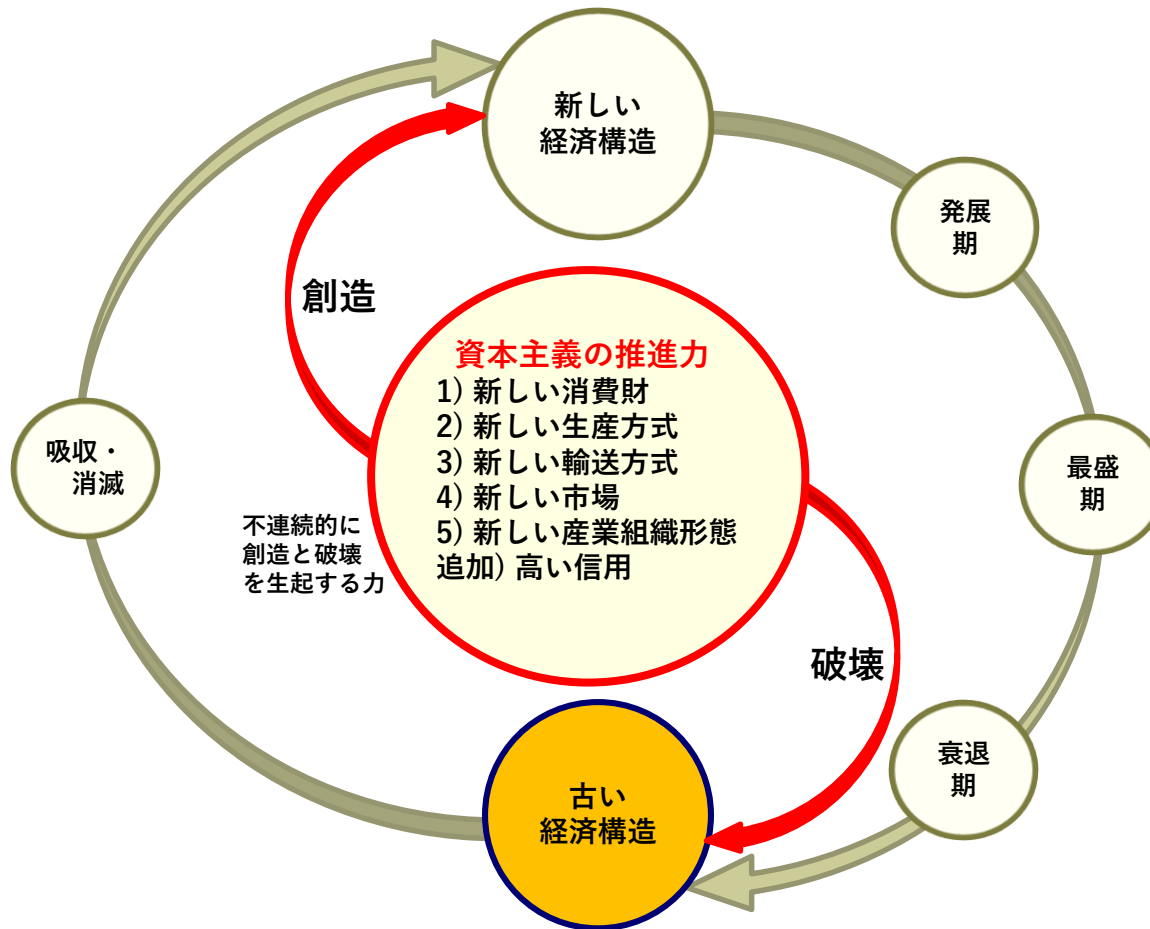 新しい
経済構造
発展
期
創造
資本主義の推進力
1) 新しい消費財
2) 新しい生産方式
3) 新しい輸送方式
4) 新しい市場
5) 新しい産業組織形態
追加) 高い信用
吸収・
消滅
最盛
期
不連続的に
創造と破壊
を生起する力
破壊
衰退
期
古い
経済構造